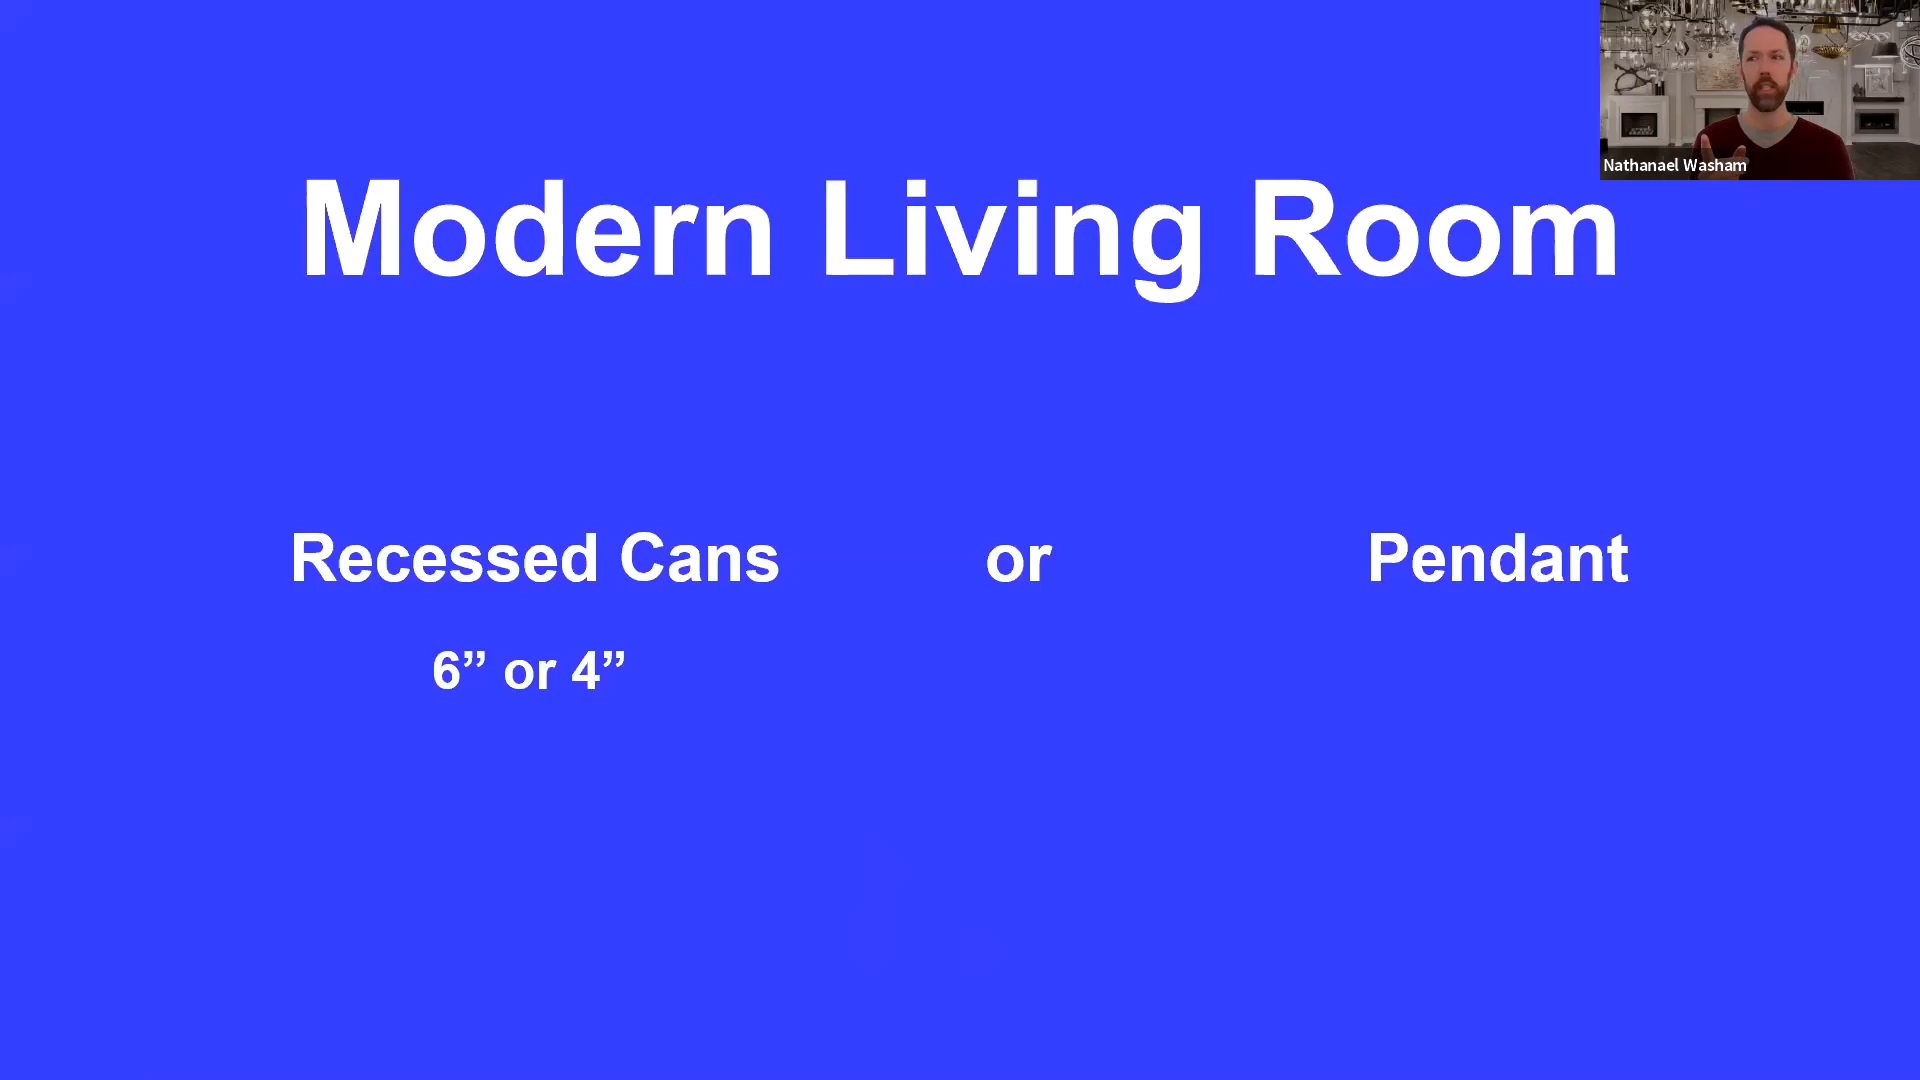 Nathanael Washam
Modern Living Room
Recessed Cans or Pendant
6” or 4”